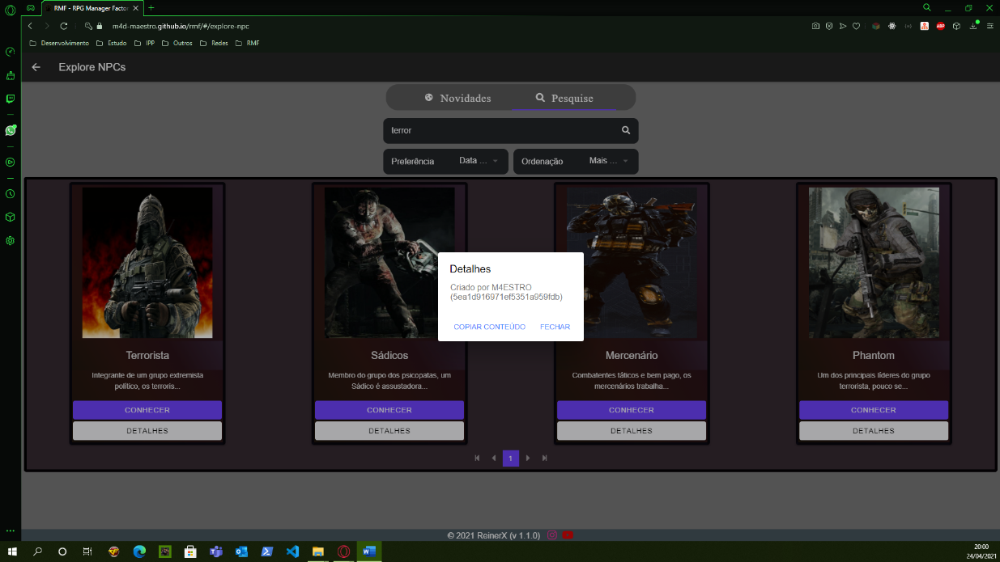 RMF - RPG Manager Factor
m4d-maestro.github.io/rmf/#/explore-npc
ABP
Desenvolvimento Estudo IPP Outros Redes RMF
Explore NPCs
Novidades Pesquise
terror
Preferência Data ... Ordenação Mais ...
Detalhes
Criado por M4ESTRO
(5ea1d916971ef5351a959fdb)
COPIAR CONTEÚDO FECHAR
Terrorista
Integrante de um grupo extremista
político, os terroris...
CONHECER
DETALHES
Sádicos
Membro do grupo dos psicopatas, um
Sádico é assustadora...
CONHECER
DETALHES
Mercenário
Combatentes táticos e bem pago, os
mercenários trabalha...
CONHECER
DETALHES
Phantom
Um dos principais líderes do grupo
terrorista, pouco se...
CONHECER
DETALHES
1
© 2021 ReinerX (v 1.1.0)
20:00
24/04/2021